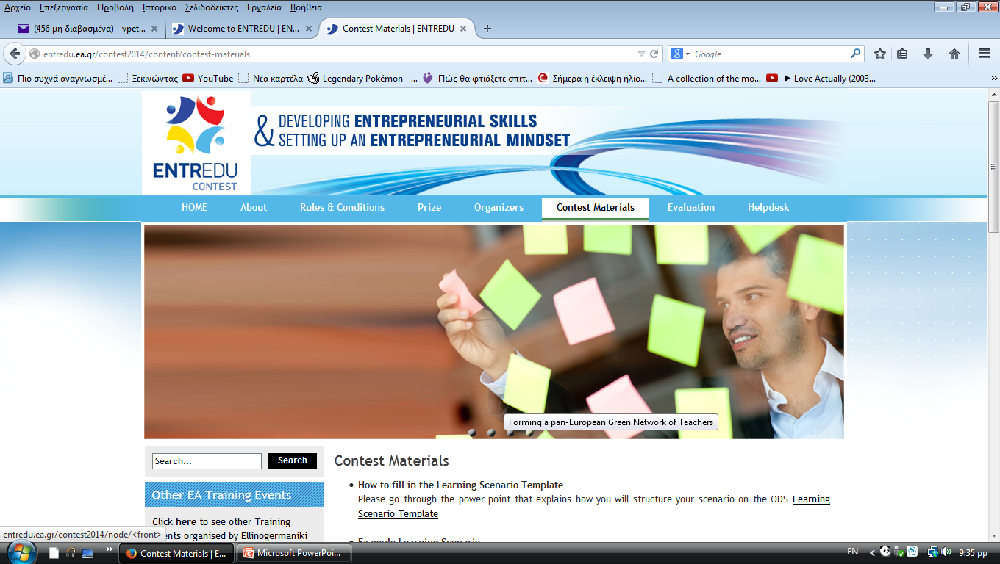 Αρχείο Επεξεργασία Προβολή Ιστορικό Σελιδοδείκτες Εργαλεία Βοήθεια
(456 μη διαβασμένα) - vpet... Welcome to ENTREDU | EN... Contest Materials | ENTREDU
entredu.ea.gr/contest2014/content/contest-materials Google
Πιο συχνά αναγνωσμέ... Ξεκινώντας YouTube Νέα καρτέλα Legendary Pokémon - ... Πώς θα φτιάξετε σπιτ... Σήμερα η έκλειψη ηλίο... A collection of the mo... ► Love Actually (2003...
& DEVELOPING ENTREPRENEURIAL SKILLS
SETTING UP AN ENTREPRENEURIAL MINDSET
ENTREDU
CONTEST
HOME About Rules & Conditions Prize Organizers Contest Materials Evaluation Helpdesk
Forming a pan-European Green Network of Teachers
Search... Search
Contest Materials
Other EA Training Events
Click here to see other Training
ents organised by Ellinogermaniki
• How to fill in the Learning Scenario Template
Please go through the power point that explains how you will structure your scenario on the ODS Learning
Scenario Template
• Example Learning Scenario
entredu.ea.gr/contest2014/node/<front>
Contest Materials | E... Microsoft PowerPoi... EN 9:35 μμ